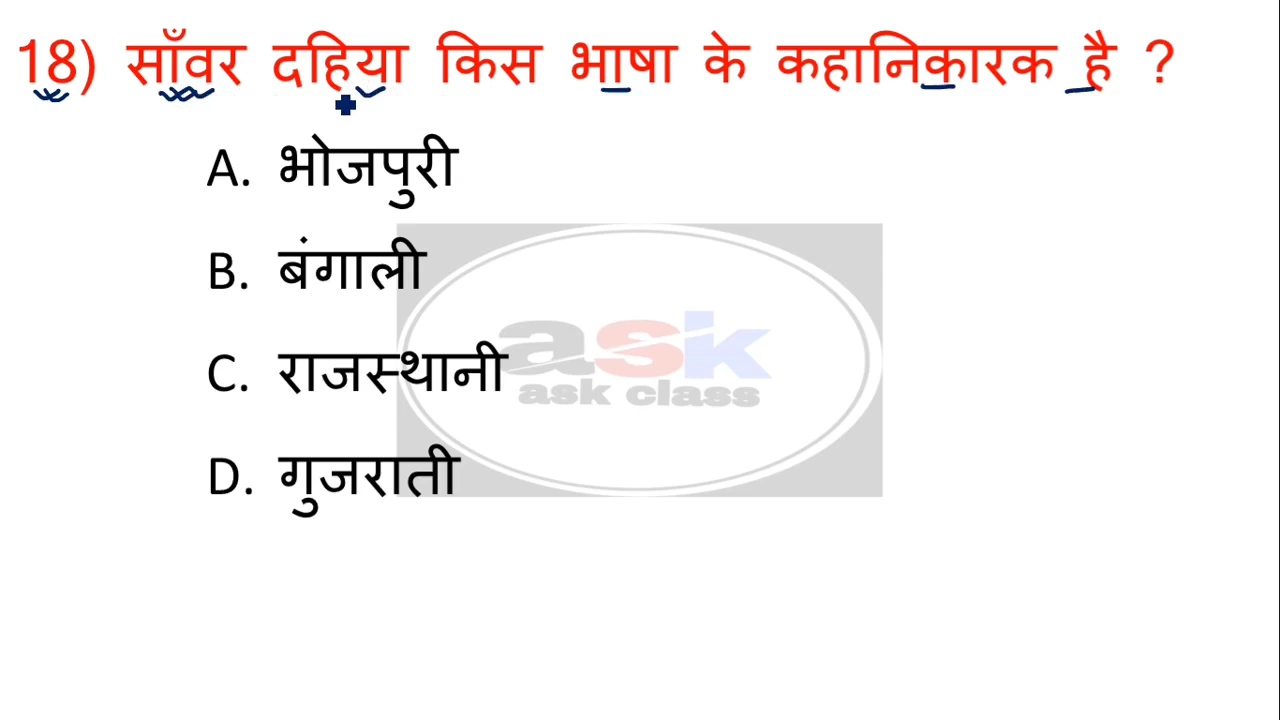 18) साँवर दहिया किस भाषा के कहानिकारक है ?
A. भोजपुरी
B. बंगाली
C. राजस्थानी
D. गुजराती
ask
ask class